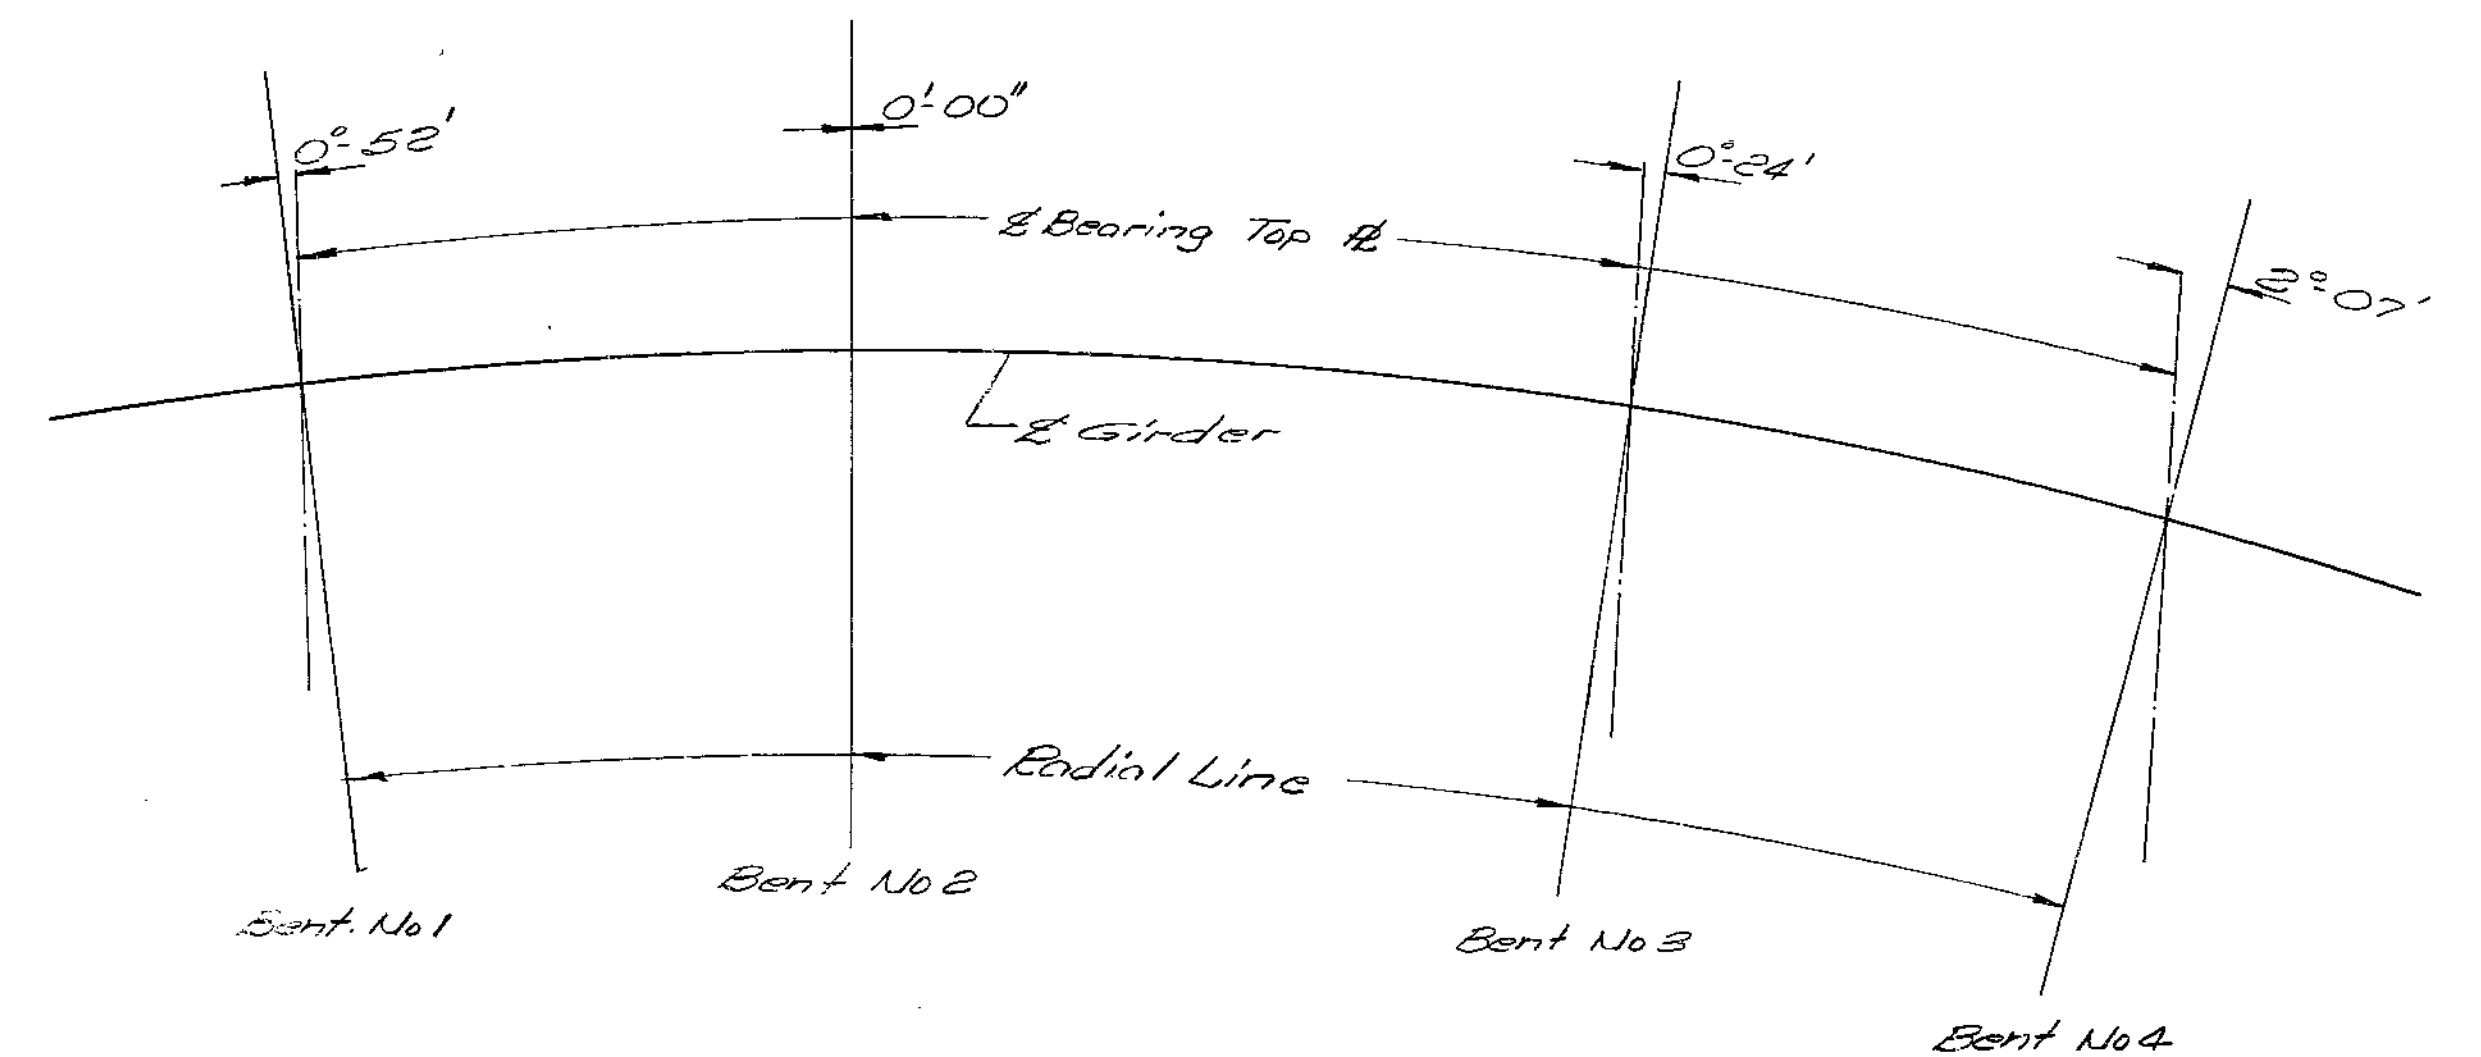 0°-52'
0'-00"
0°-24'
2°-07'
℄ Bearing Top ⅊
℄ Girder
Radial Line
Bent No 2
Bent. No 1
Bent No 3
Bent No 4